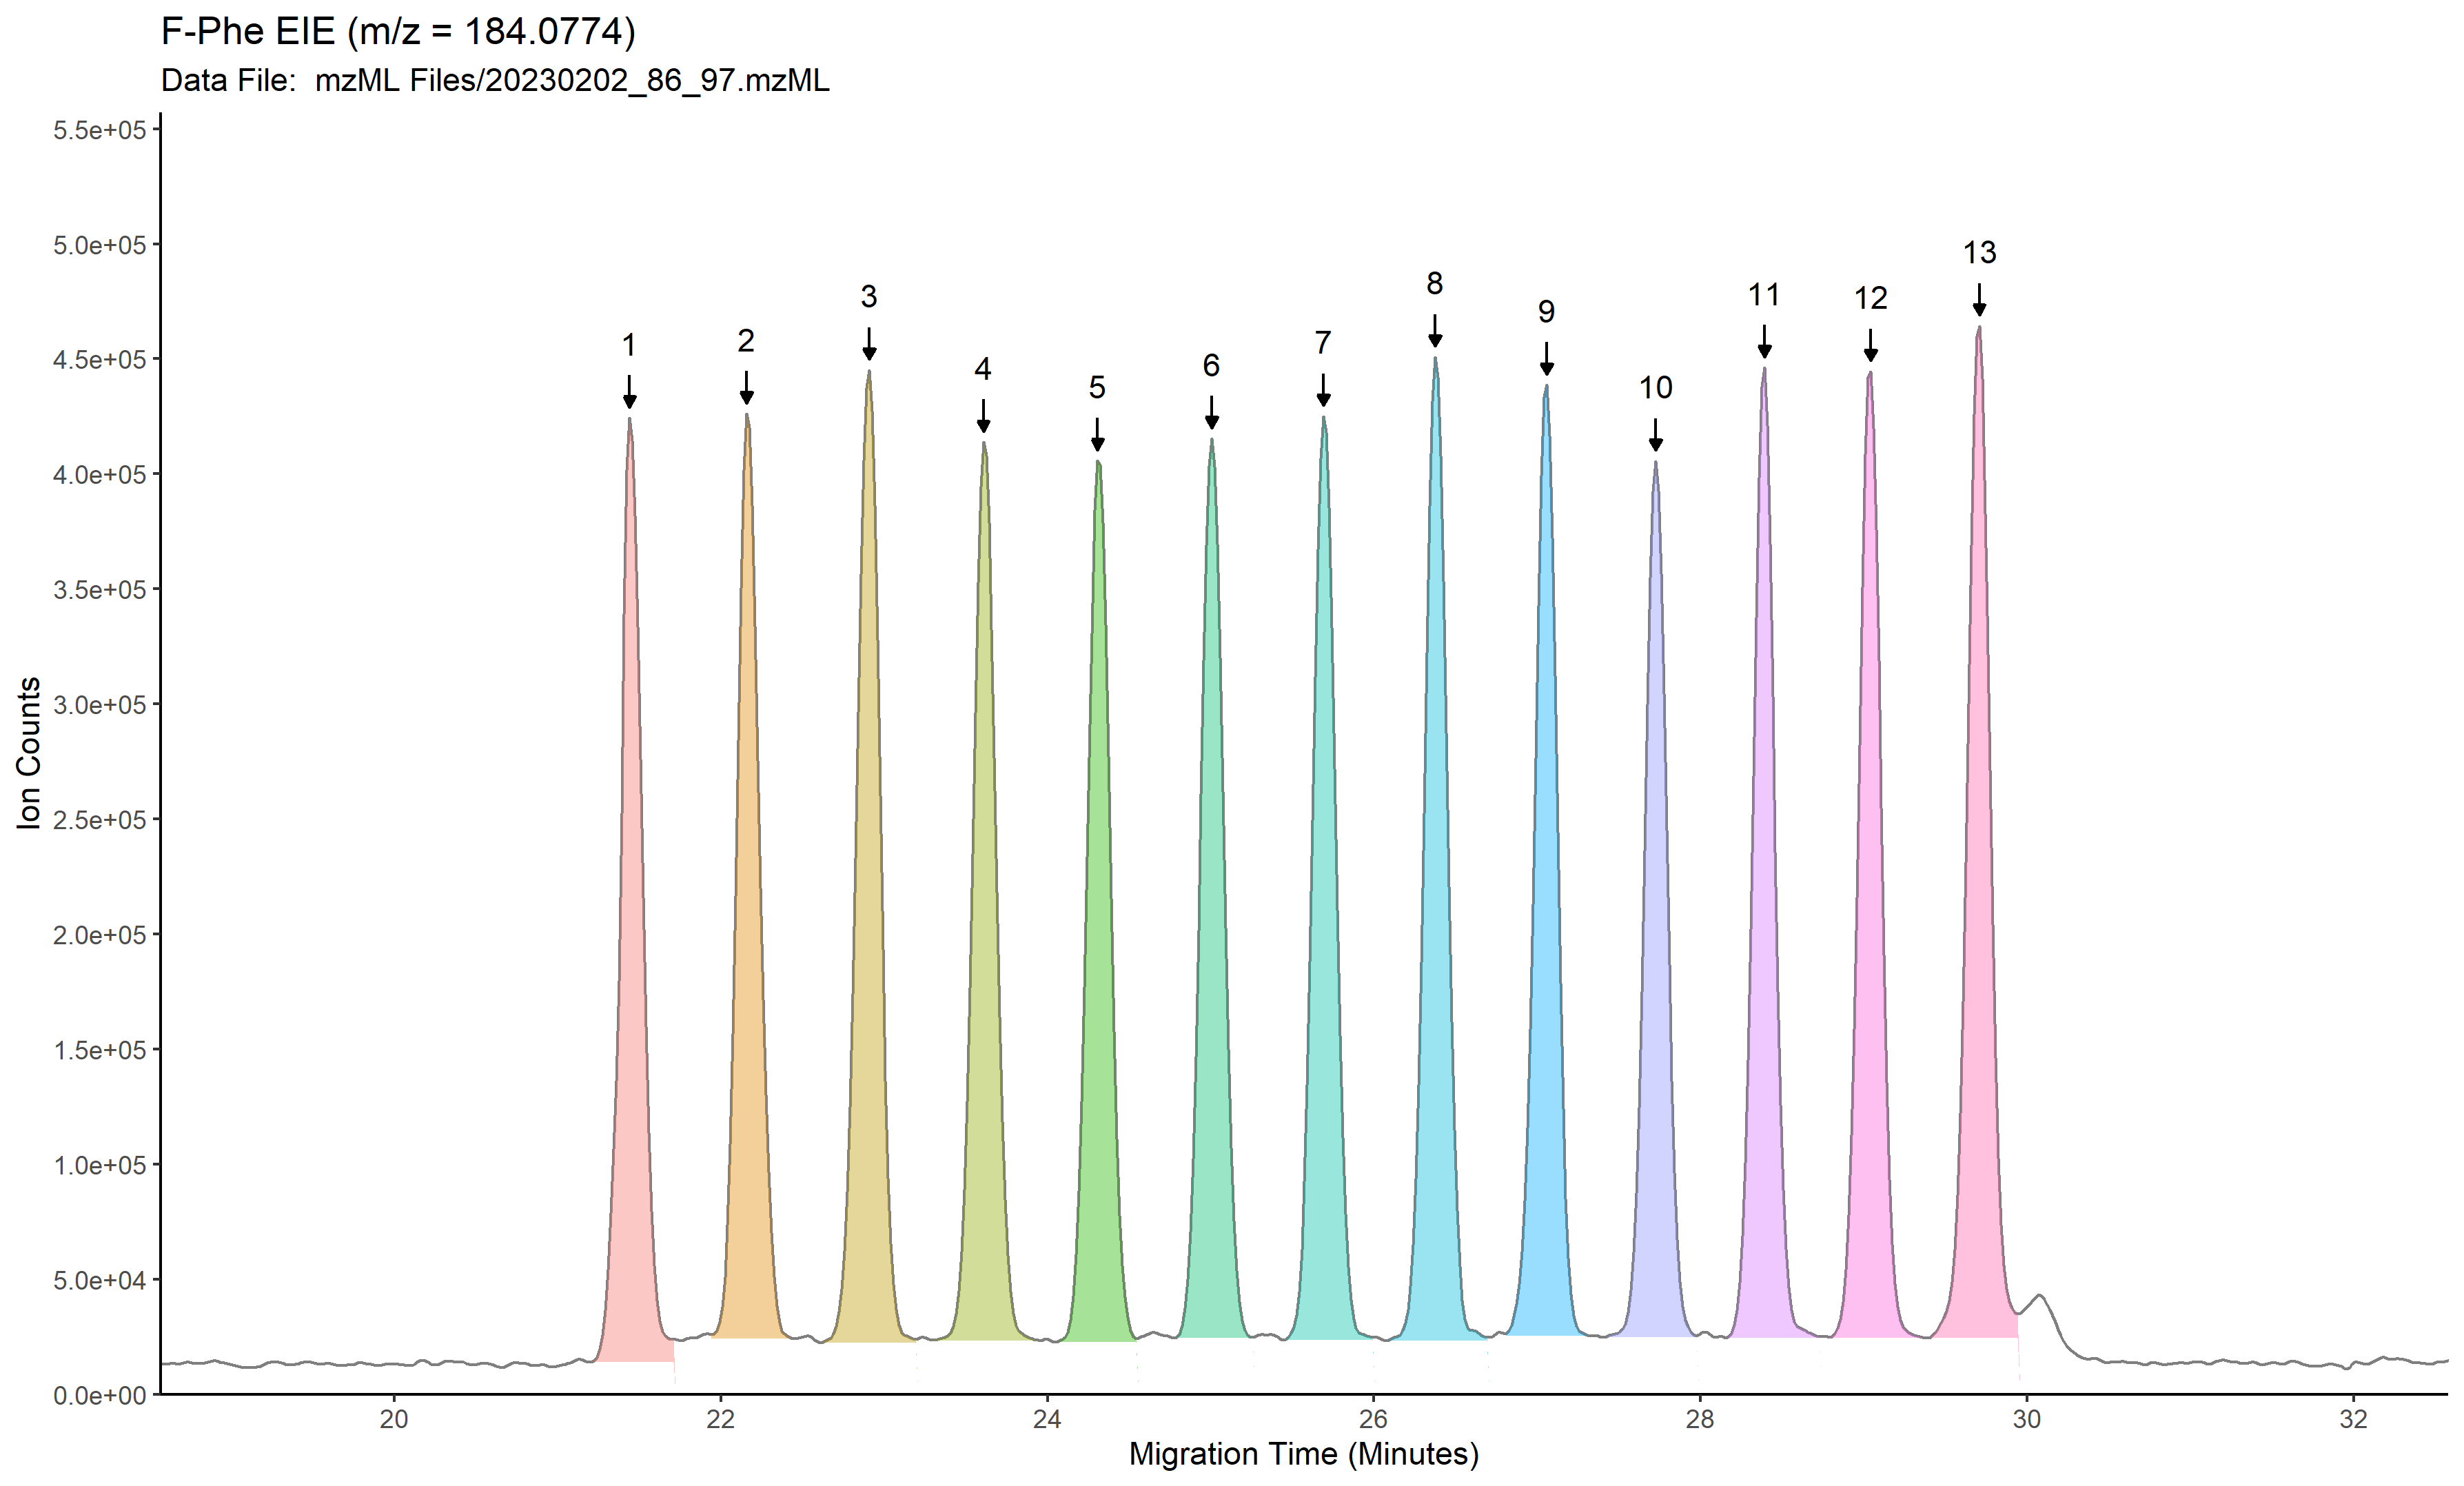 F-Phe EIE (m/z = 184.0774)
Data File:  mzML Files/20230202_86_97.mzML
5.5e+05
5.0e+05
4.5e+05
4.0e+05
3.5e+05
3.0e+05
2.5e+05
2.0e+05
1.5e+05
1.0e+05
5.0e+04
0.0e+00
Ion Counts
1
2
3
4
5
6
7
8
9
10
11
12
13
20
22
24
26
28
30
32
Migration Time (Minutes)